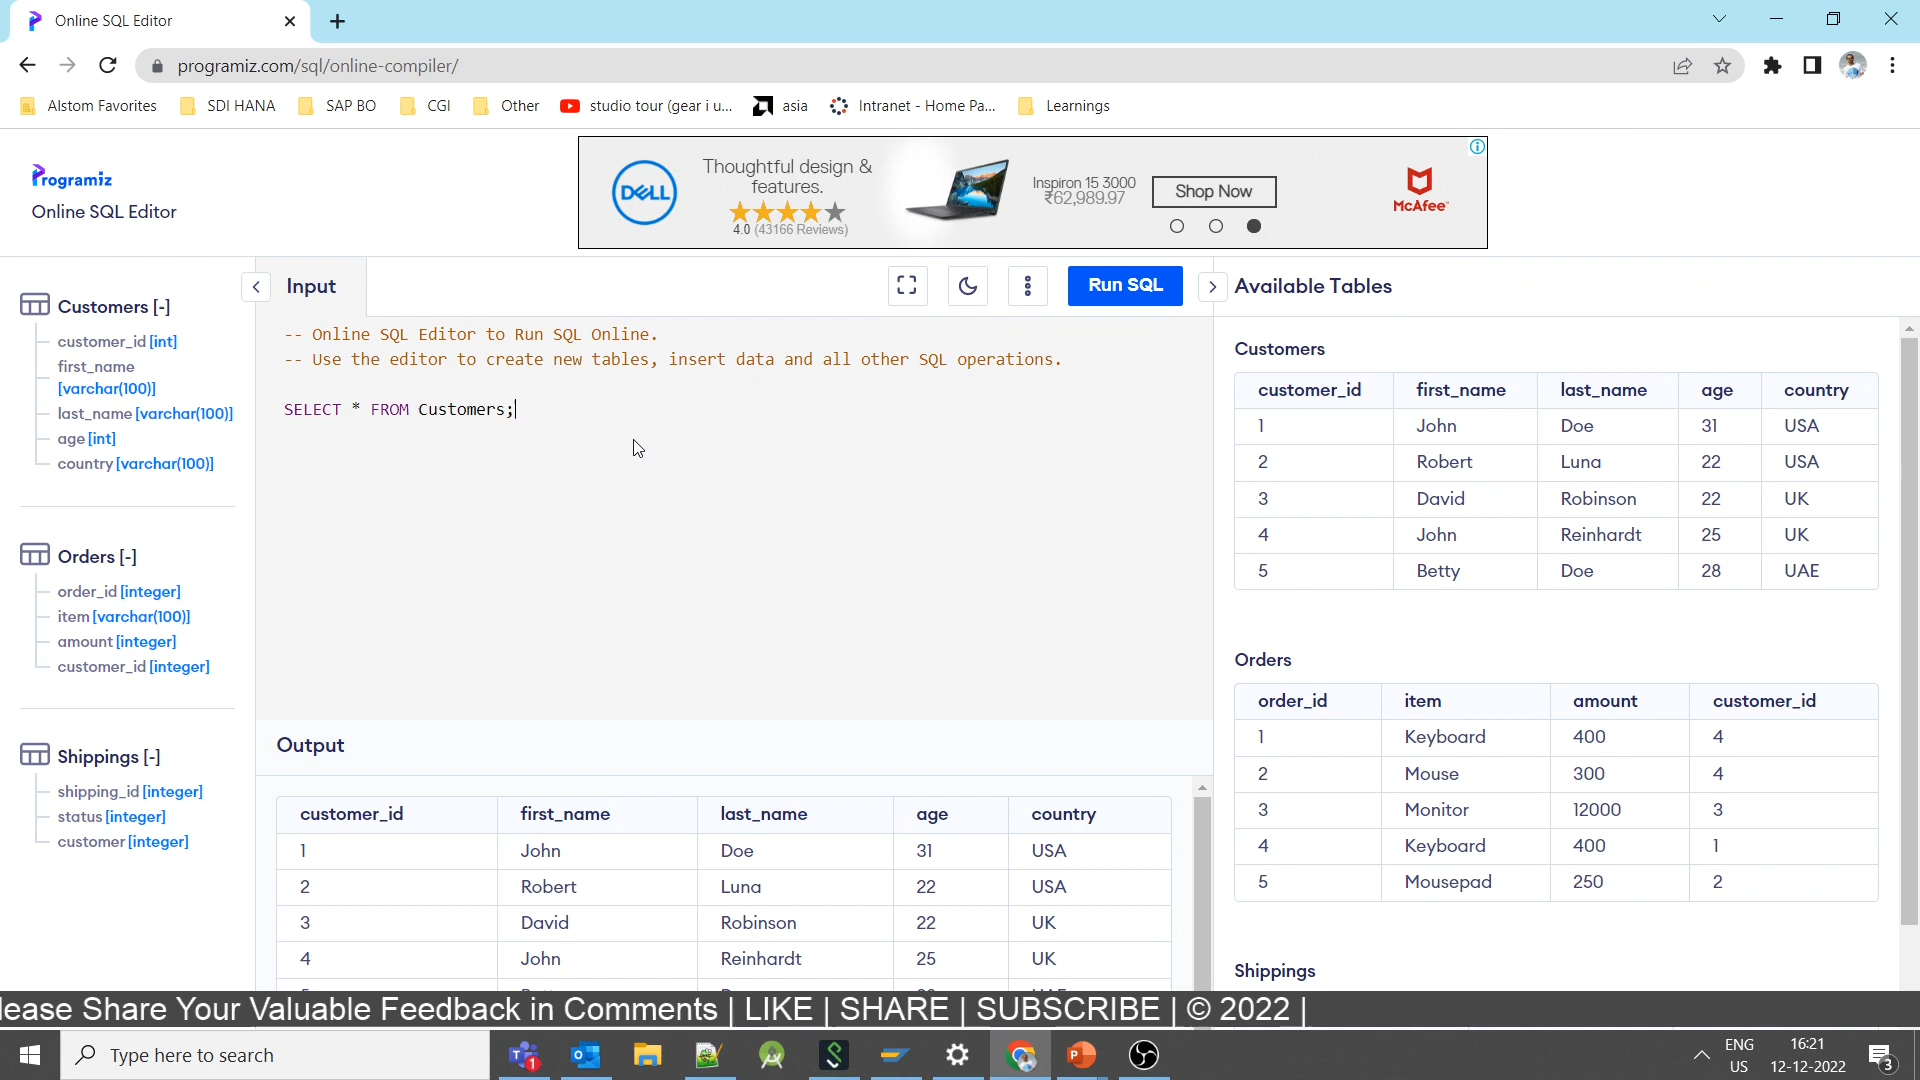 Online SQL Editor
programiz.com/sql/online-compiler/
Alstom Favorites SDI HANA SAP BO CGI Other studio tour (gear i u... asia Intranet - Home Pa... Learnings
Programiz
Online SQL Editor
DELL
Thoughtful design &
features.
4.0 (43166 Reviews)
Inspiron 15 3000
₹62,989.97
Shop Now
McAfee™
Customers [-]
customer_id [int]
first_name
[varchar(100)]
last_name [varchar(100)]
age [int]
country [varchar(100)]
Orders [-]
order_id [integer]
item [varchar(100)]
amount [integer]
customer_id [integer]
Shippings [-]
shipping_id [integer]
status [integer]
customer [integer]
Input
Run SQL
-- Online SQL Editor to Run SQL Online.
-- Use the editor to create new tables, insert data and all other SQL operations.
SELECT * FROM Customers;
Output
customer_id first_name last_name age country
1 John Doe 31 USA
2 Robert Luna 22 USA
3 David Robinson 22 UK
4 John Reinhardt 25 UK
Available Tables
Customers
customer_id first_name last_name age country
1 John Doe 31 USA
2 Robert Luna 22 USA
3 David Robinson 22 UK
4 John Reinhardt 25 UK
5 Betty Doe 28 UAE
Orders
order_id item amount customer_id
1 Keyboard 400 4
2 Mouse 300 4
3 Monitor 12000 3
4 Keyboard 400 1
5 Mousepad 250 2
Shippings
lease Share Your Valuable Feedback in Comments | LIKE | SHARE | SUBSCRIBE | © 2022 |
Type here to search
ENG
US
16:21
12-12-2022
3